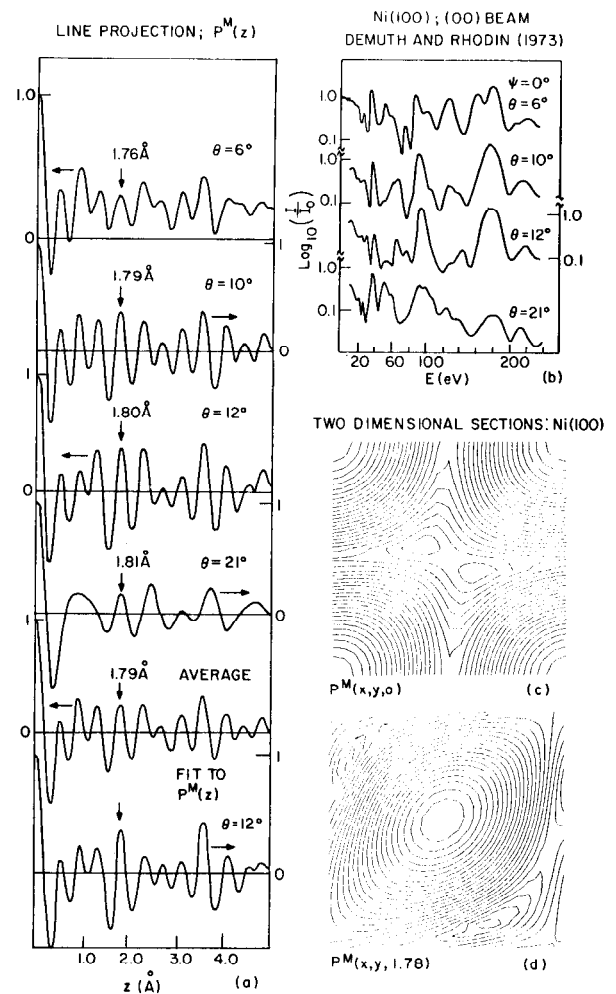 LINE PROJECTION; P^M(z)
1.0
1.76Å
θ=6°
0
1
1.79Å
θ=10°
0
1
1.80Å
θ=12°
0
1
1.81Å
θ=21°
0
1
1.79Å
AVERAGE
0
1
FIT TO
P^M(z)
θ=12°
0
1.0 2.0 3.0 4.0
z (Å) (a)
Ni(100); (00) BEAM
DEMUTH AND RHODIN (1973)
ψ=0°
1.0
θ=6°
0.1
1.0
θ=10°
0.1
1.0
θ=12°
0.1
1.0
θ=21°
0.1
Log10(I/I0)
20 60 100 200
E(eV) (b)
TWO DIMENSIONAL SECTIONS: Ni(100)
P^M(x,y,0) (c)
P^M(x,y,1.78) (d)